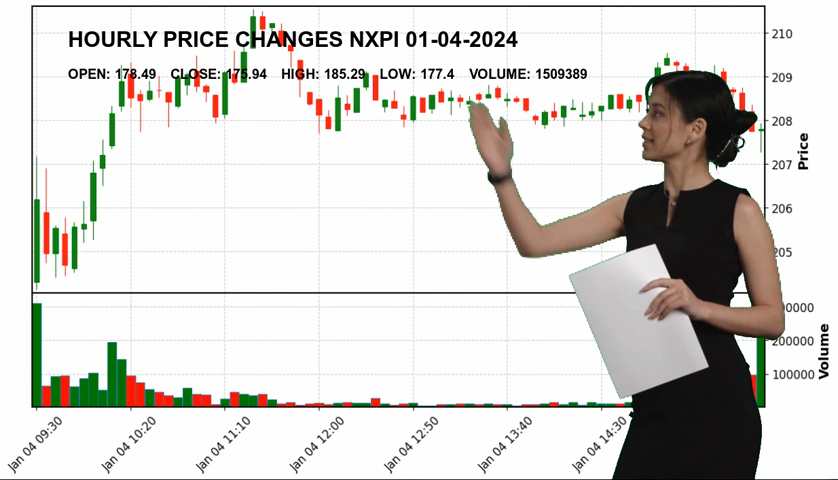 HOURLY PRICE CHANGES NXPI 01-04-2024
OPEN: 178.49 CLOSE: 175.94 HIGH: 185.29 LOW: 177.4 VOLUME: 1509389
210
209
208
207
206
205
Price
200000
100000
Volume
Jan 04 09:30
Jan 04 10:20
Jan 04 11:10
Jan 04 12:00
Jan 04 12:50
Jan 04 13:40
Jan 04 14:30